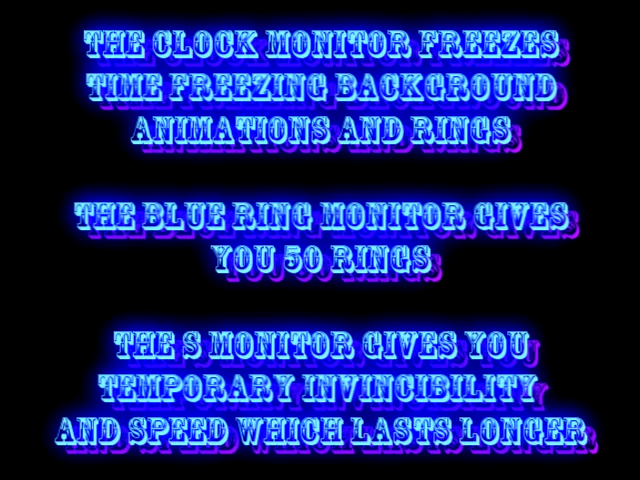 THE CLOCK MONITOR FREEZES
TIME FREEZING BACKGROUND
ANIMATIONS AND RINGS
THE BLUE RING MONITOR GIVES
YOU 50 RINGS
THE S MONITOR GIVES YOU
TEMPORARY INVINCIBILITY
AND SPEED WHICH LASTS LONGER